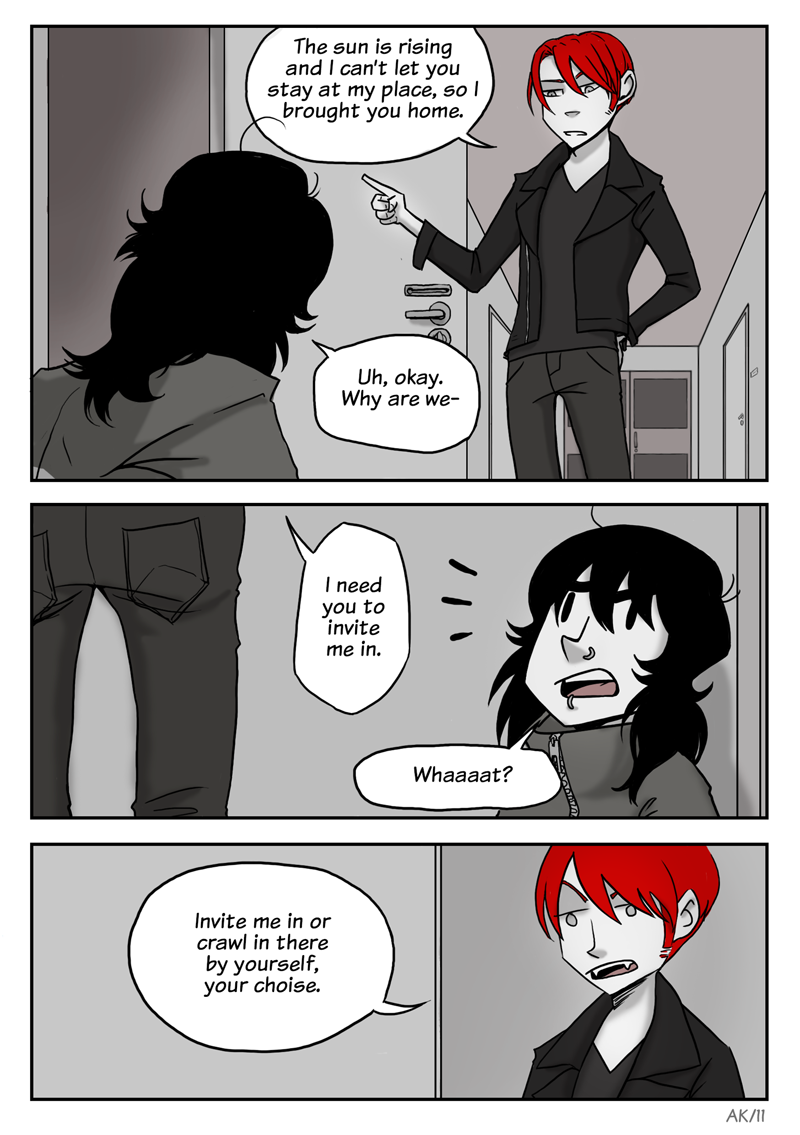 The sun is rising
and I can't let you
stay at my place, so I
brought you home.
Uh, okay.
Why are we-
I need
you to
invite
me in.
Whaaaat?
Invite me in or
crawl in there
by yourself,
your choise.
AK/11